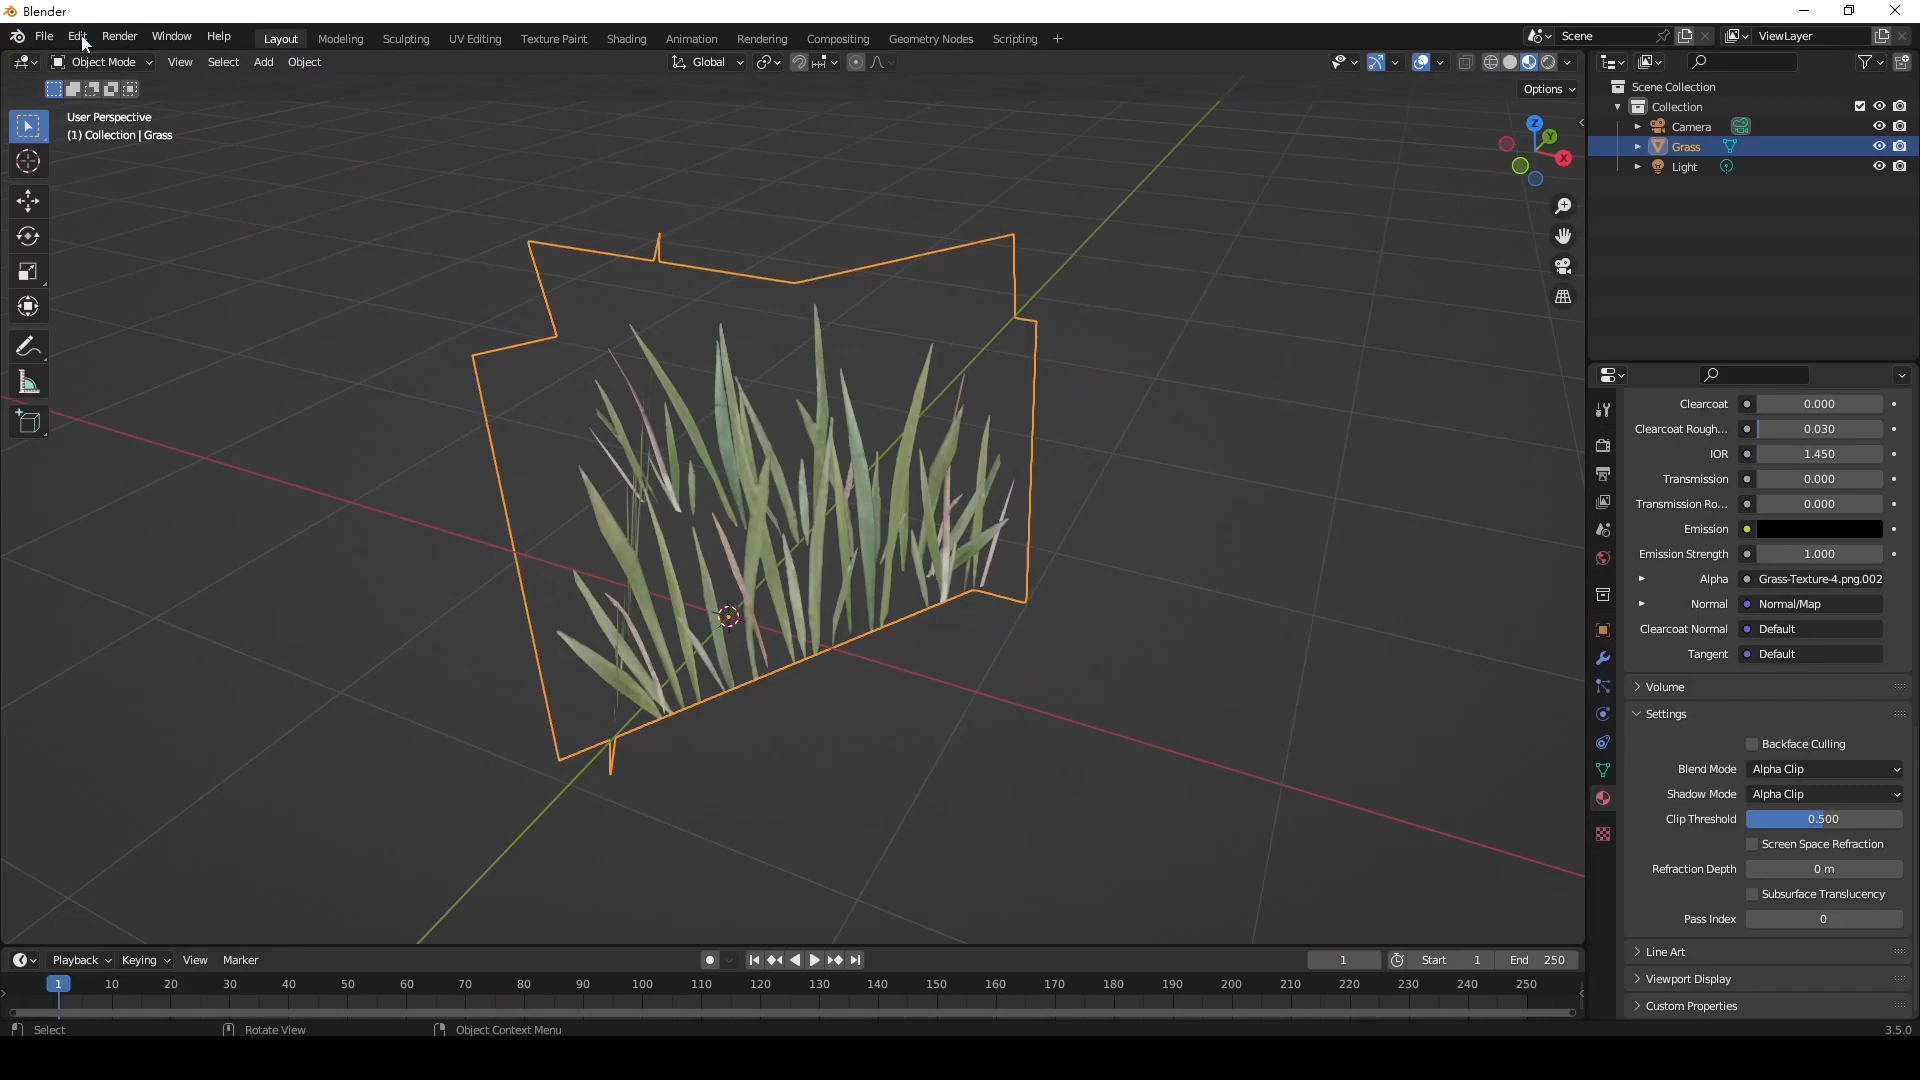 Blender
File Edit Render Window Help Layout Modeling Sculpting UV Editing Texture Paint Shading Animation Rendering Compositing Geometry Nodes Scripting + Scene ViewLayer
Object Mode View Select Add Object Global
Options
User Perspective
(1) Collection | Grass
Z
Y
X
Scene Collection
Collection
Camera
Grass
Light
Clearcoat 0.000
Clearcoat Rough... 0.030
IOR 1.450
Transmission 0.000
Transmission Ro... 0.000
Emission
Emission Strength 1.000
Alpha Grass-Texture-4.png.002
Normal Normal/Map
Clearcoat Normal Default
Tangent Default
Volume
Settings
Backface Culling
Blend Mode Alpha Clip
Shadow Mode Alpha Clip
Clip Threshold 0.500
Screen Space Refraction
Refraction Depth 0 m
Subsurface Translucency
Pass Index 0
Line Art
Viewport Display
Custom Properties
Playback Keying View Marker 1 Start 1 End 250
1 10 20 30 40 50 60 70 80 90 100 110 120 130 140 150 160 170 180 190 200 210 220 230 240 250
Select Rotate View Object Context Menu 3.5.0